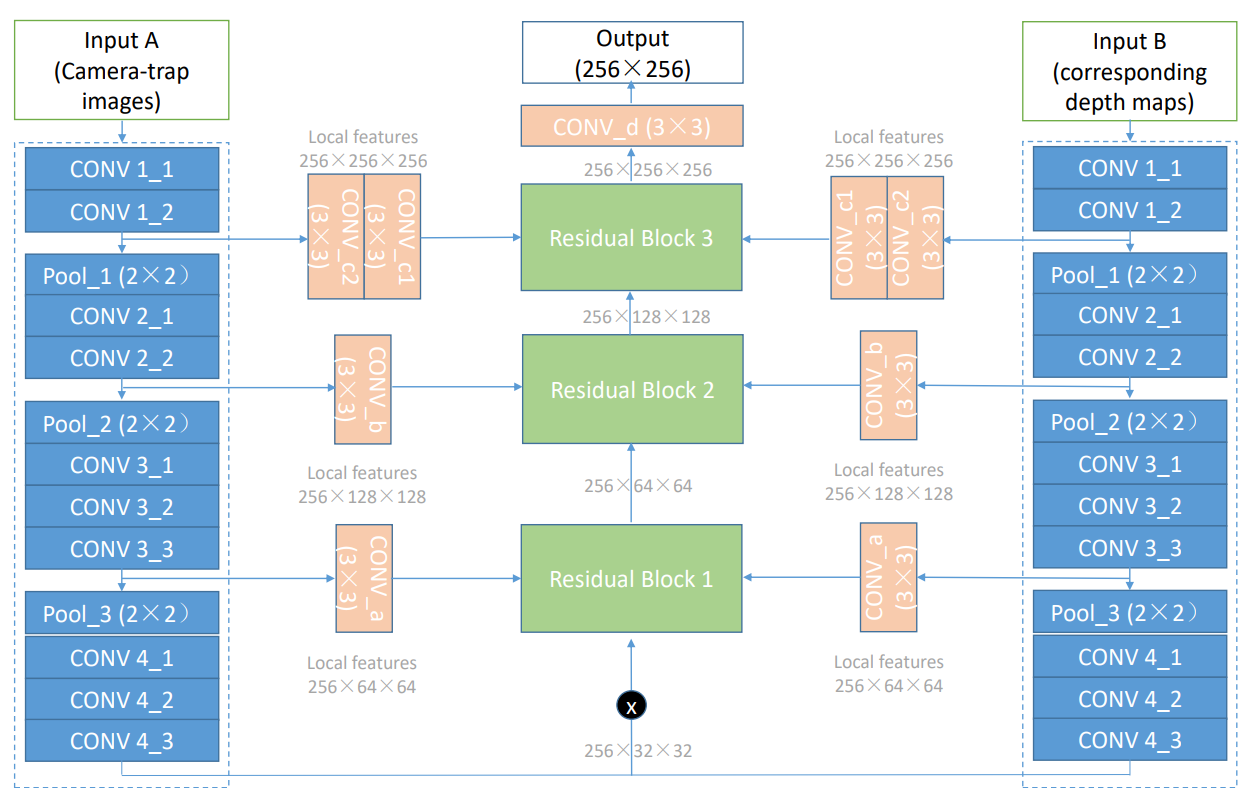 Input A
(Camera-trap
images)
CONV 1_1
CONV 1_2
Pool_1 (2×2）
CONV 2_1
CONV 2_2
Pool_2 (2×2）
CONV 3_1
CONV 3_2
CONV 3_3
Pool_3 (2×2）
CONV 4_1
CONV 4_2
CONV 4_3
Local features
256×256×256
CONV_c2
(3×3)
CONV_c1
(3×3)
CONV_b
(3×3)
Local features
256×128×128
CONV_a
(3×3)
Local features
256×64×64
Output
(256×256)
CONV_d (3×3)
256×256×256
Residual Block 3
256×128×128
Residual Block 2
256×64×64
Residual Block 1
x
256×32×32
Local features
256×256×256
CONV_c1
(3×3)
CONV_c2
(3×3)
CONV_b
(3×3)
Local features
256×128×128
CONV_a
(3×3)
Local features
256×64×64
Input B
(corresponding
depth maps)
CONV 1_1
CONV 1_2
Pool_1 (2×2）
CONV 2_1
CONV 2_2
Pool_2 (2×2）
CONV 3_1
CONV 3_2
CONV 3_3
Pool_3 (2×2）
CONV 4_1
CONV 4_2
CONV 4_3